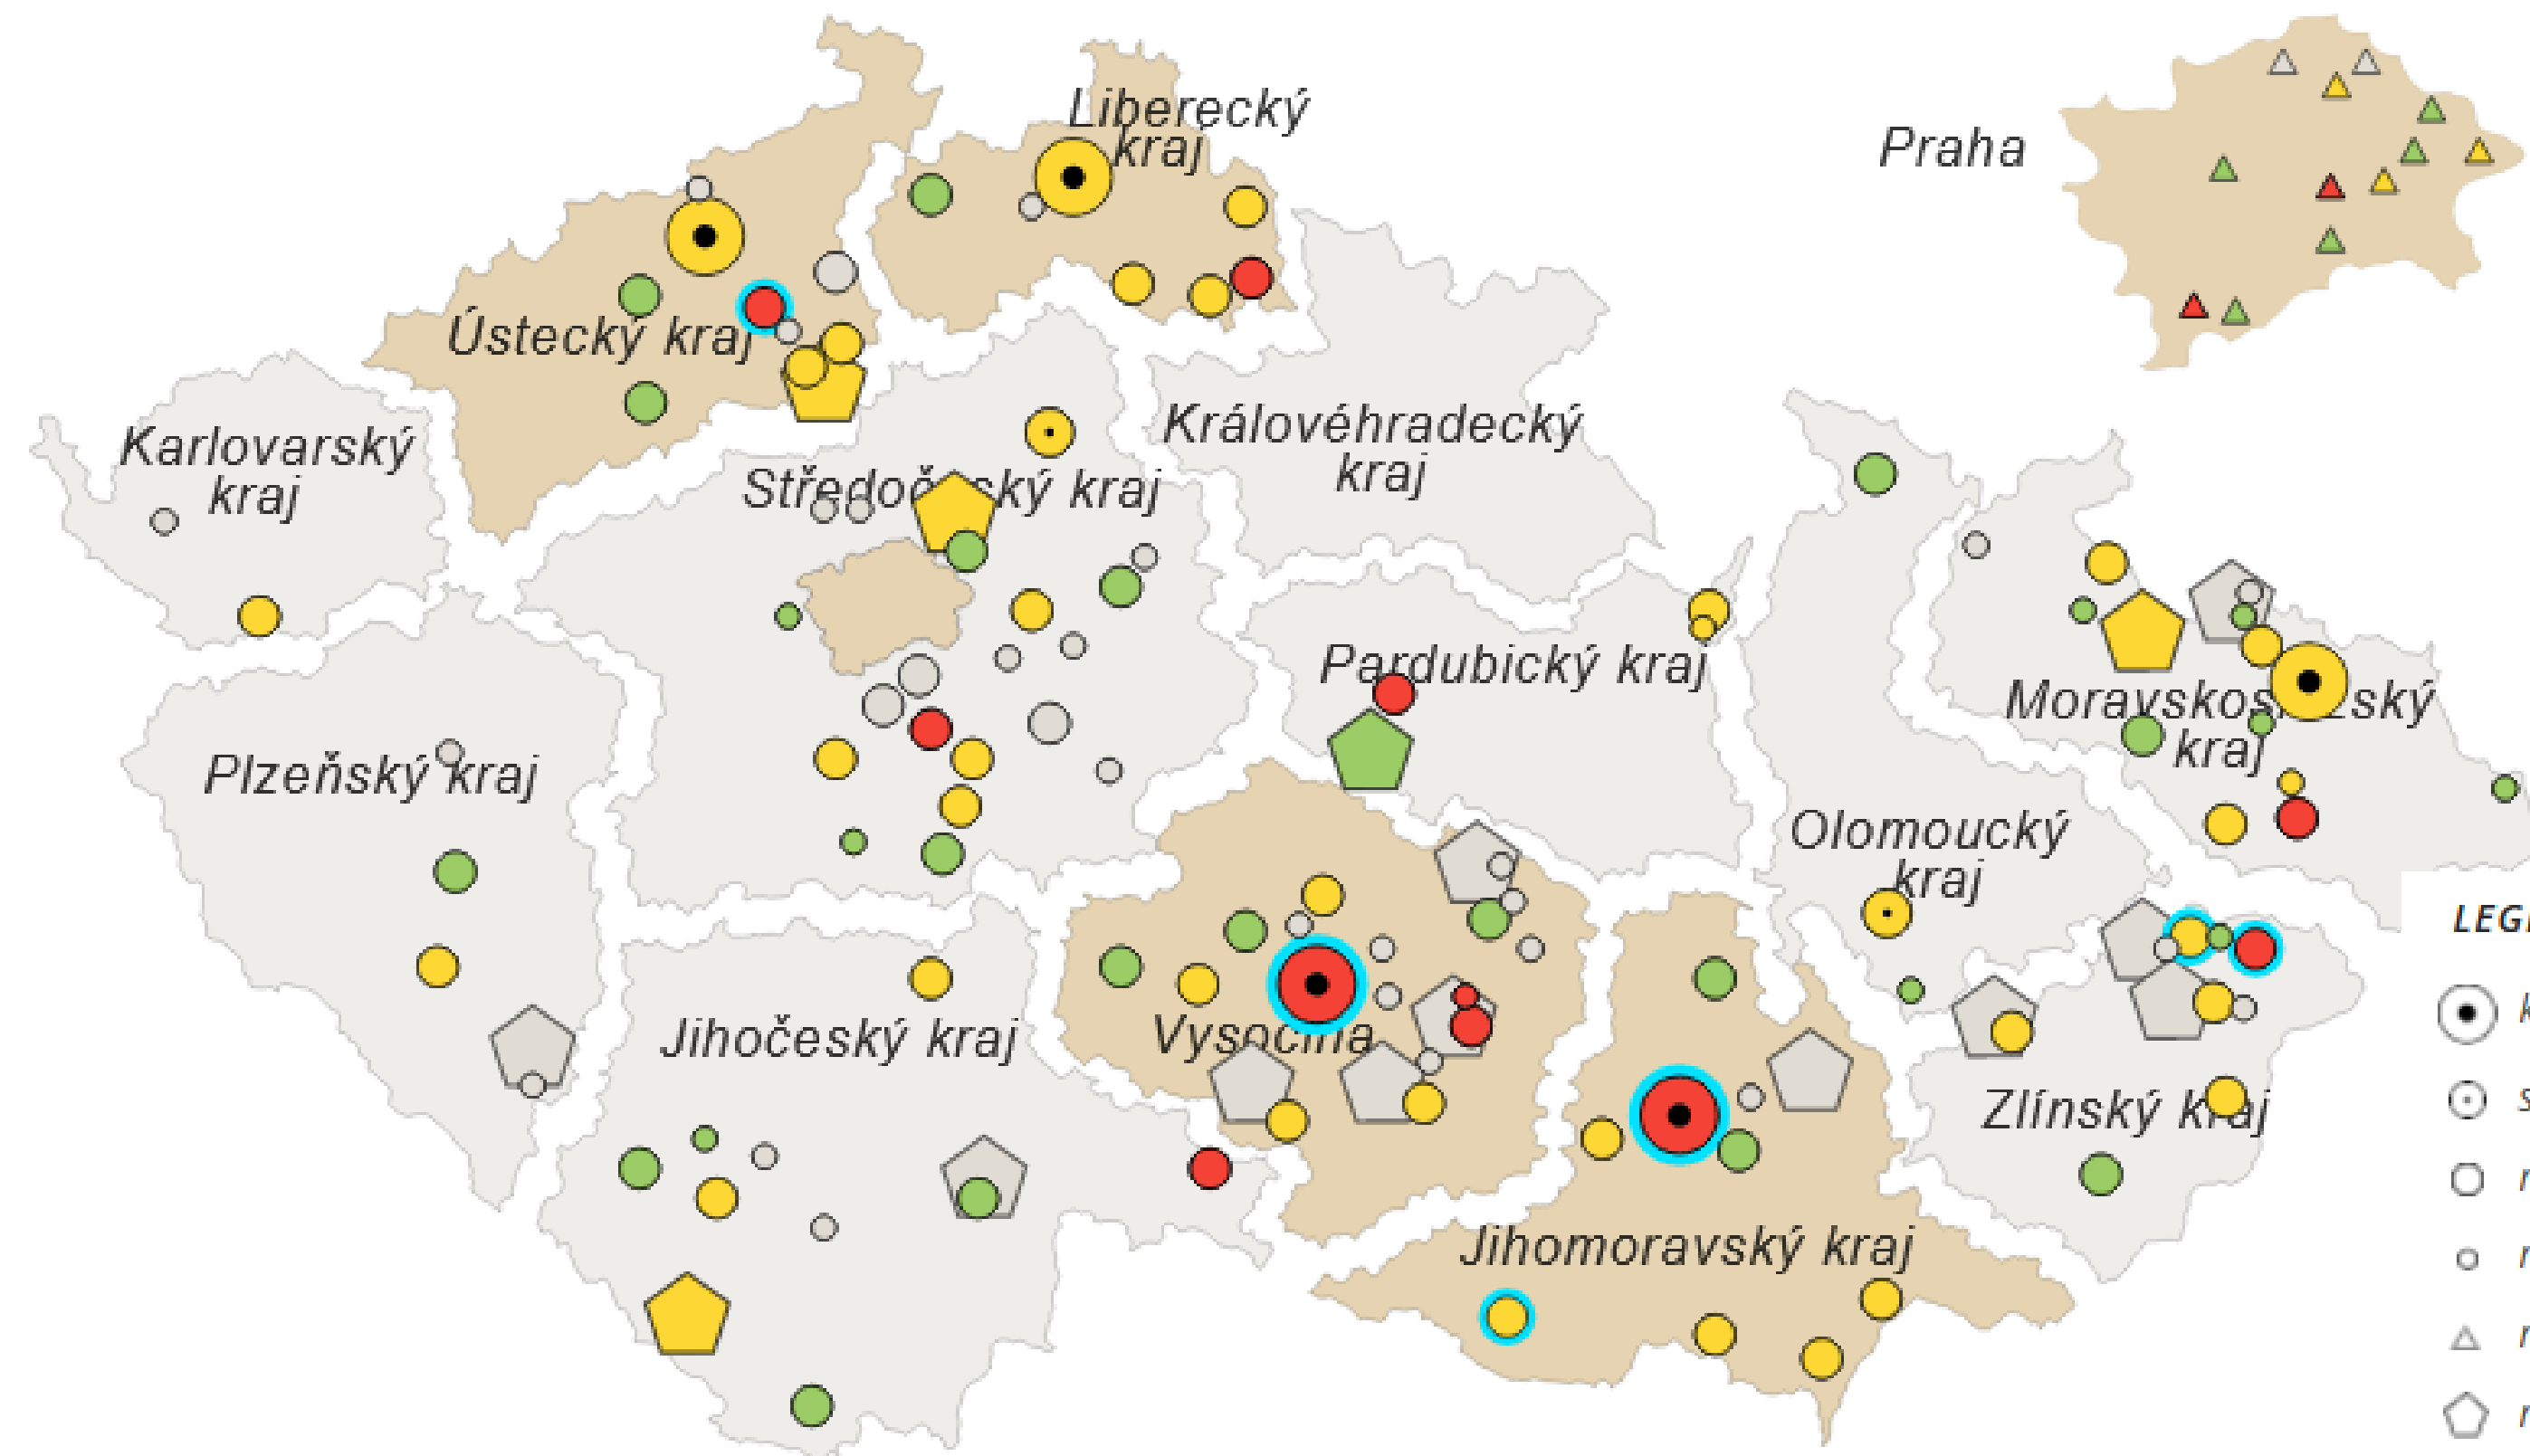 Liberecký
kraj
Praha
Ústecký kraj
Karlovarský
kraj
Královéhradecký
kraj
Plzeňský kraj
Pardubický kraj
kraj
Olomoucký
kraj
Jihočeský kraj
Vysočina
Zlínský kraj
Jihomoravský kraj